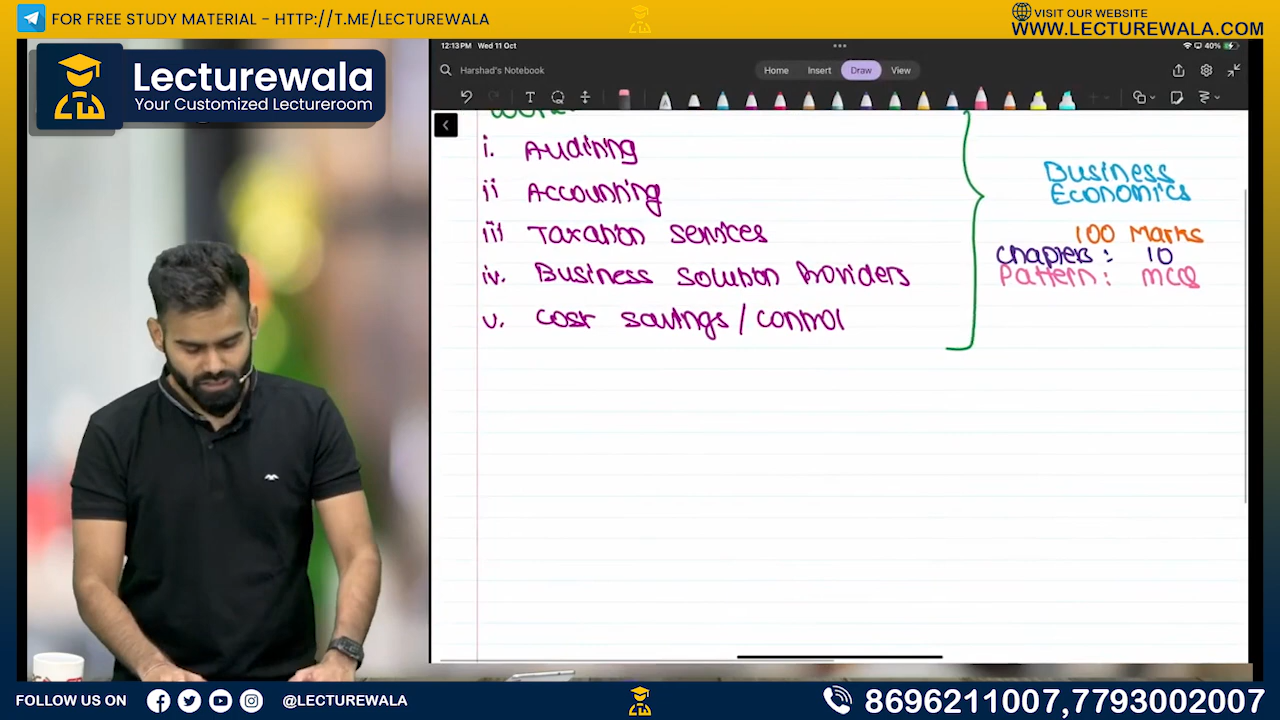 FOR FREE STUDY MATERIAL - HTTP://T.ME/LECTUREWALA
VISIT OUR WEBSITE
WWW.LECTUREWALA.COM
Lecturewala
Your Customized Lectureroom
12:13 PM Wed 11 Oct
40%
Harshad's Notebook
Home Insert Draw View
i. Auditing
ii Accounting
iii Taxation Services
iv. Business Solution Providers
v. Cost savings / control
Business
Economics
100 Marks
Chapters : 10
Pattern : MCQ
FOLLOW US ON
@LECTUREWALA
8696211007,7793002007